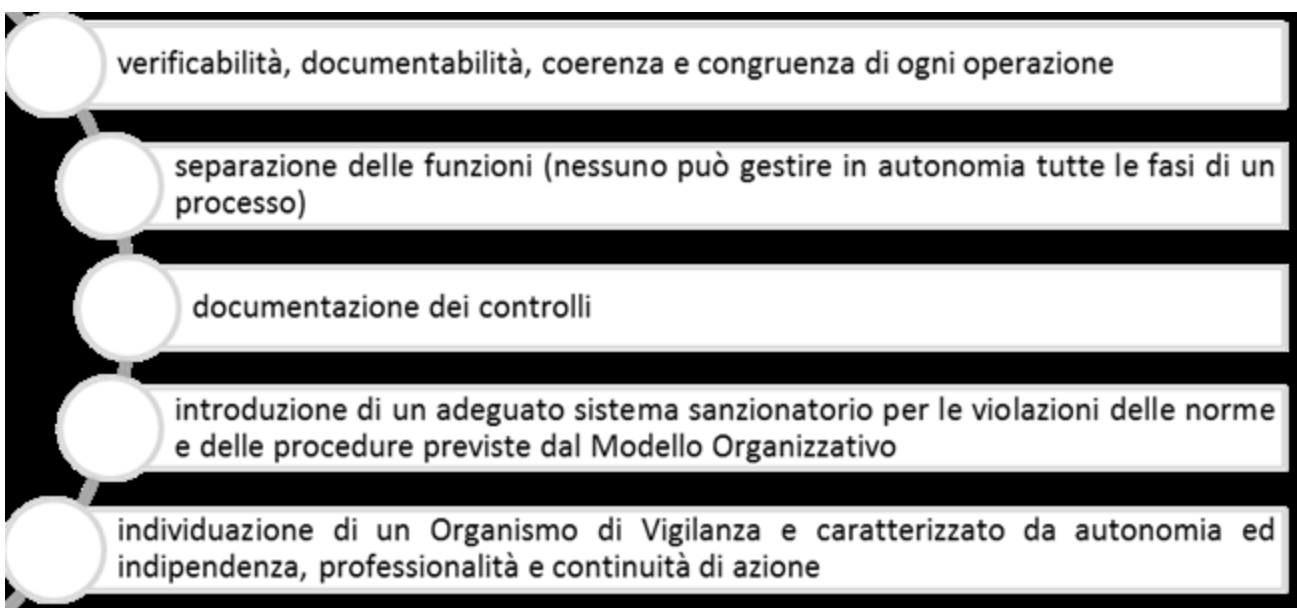 verificabilità, documentabilità, coerenza e congruenza di ogni operazione
separazione delle funzioni (nessuno può gestire in autonomia tutte le fasi di un
processo)
documentazione dei controlli
introduzione di un adeguato sistema sanzionatorio per le violazioni delle norme
e delle procedure previste dal Modello Organizzativo
individuazione di un Organismo di Vigilanza e caratterizzato da autonomia ed
indipendenza, professionalità e continuità di azione